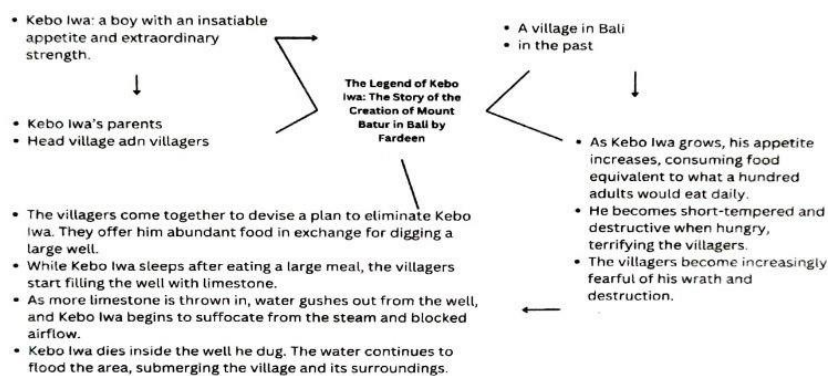 • Kebo Iwa: a boy with an insatiable
appetite and extraordinary
strength.
• Kebo Iwa's parents
• Head village adn villagers
The Legend of Kebo
Iwa: The Story of the
Creation of Mount
Batur in Bali by
Fardeen
• A village in Bali
• in the past
• As Kebo Iwa grows, his appetite
increases, consuming food
equivalent to what a hundred
adults would eat daily.
• He becomes short-tempered and
destructive when hungry,
terrifying the villagers.
• The villagers become increasingly
fearful of his wrath and
destruction.
• The villagers come together to devise a plan to eliminate Kebo
Iwa. They offer him abundant food in exchange for digging a
large well.
• While Kebo Iwa sleeps after eating a large meal, the villagers
start filling the well with limestone.
• As more limestone is thrown in, water gushes out from the well,
and Kebo Iwa begins to suffocate from the steam and blocked
airflow.
• Kebo Iwa dies inside the well he dug. The water continues to
flood the area, submerging the village and its surroundings.